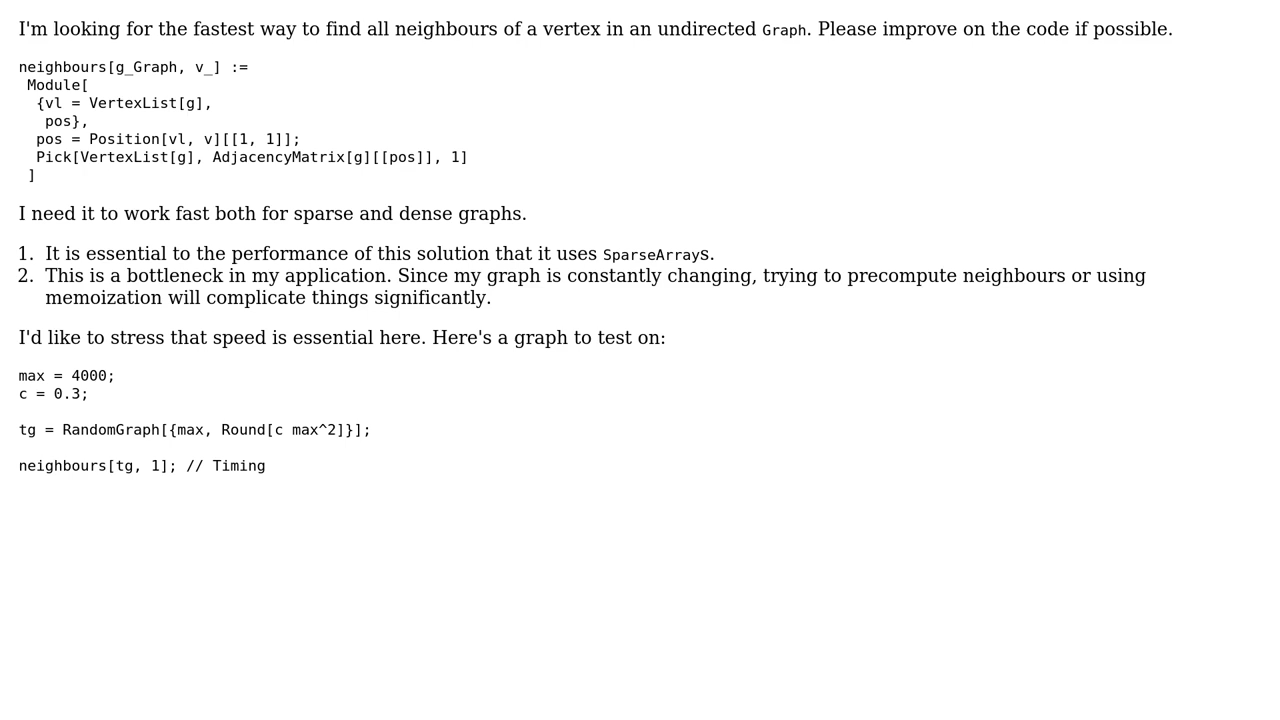 I'm looking for the fastest way to find all neighbours of a vertex in an undirected Graph. Please improve on the code if possible.
neighbours[g_Graph, v_] :=
Module[
{vl = VertexList[g],
pos},
pos = Position[vl, v][[1, 1]];
Pick[VertexList[g], AdjacencyMatrix[g][[pos]], 1]
]
I need it to work fast both for sparse and dense graphs.
1. It is essential to the performance of this solution that it uses SparseArrays.
2. This is a bottleneck in my application. Since my graph is constantly changing, trying to precompute neighbours or using
memoization will complicate things significantly.
I'd like to stress that speed is essential here. Here's a graph to test on:
max = 4000;
c = 0.3;
tg = RandomGraph[{max, Round[c max^2]}];
neighbours[tg, 1]; // Timing